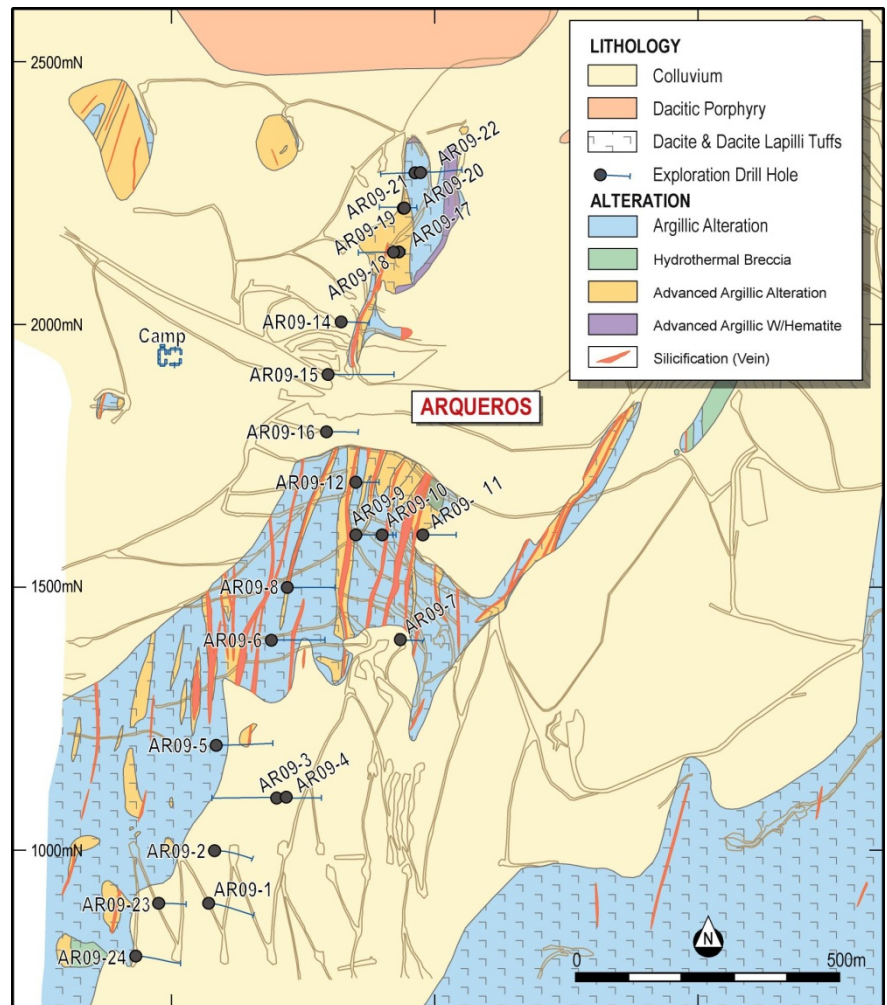 2500mN
2000mN
1500mN
1000mN
LITHOLOGY
Colluvium
Dacitic Porphyry
Dacite & Dacite Lapilli Tuffs
Exploration Drill Hole
ALTERATION
Argillic Alteration
Hydrothermal Breccia
Advanced Argillic Alteration
Advanced Argillic W/Hematite
Silicification (Vein)
AR09-22
AR09-21
AR09-20
AR09-19
AR09-17
AR09-18
AR09-14
Camp
AR09-15
ARQUEROS
AR09-16
AR09-12
AR09-9
AR09-10
AR09- 11
AR09-8
AR09-7
AR09-6
AR09-5
AR09-3
AR09-4
AR09-2
AR09-23
AR09-1
AR09-24
N
0
500m